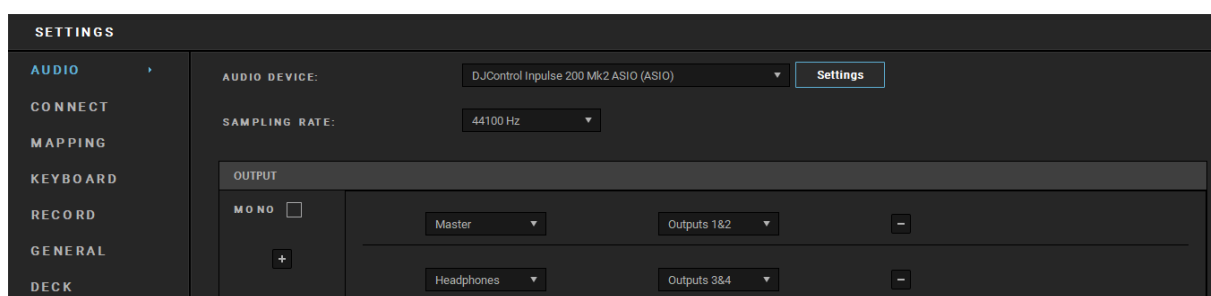 SETTINGS
AUDIO
CONNECT
MAPPING
KEYBOARD
RECORD
GENERAL
DECK
AUDIO DEVICE:
DJControl Inpulse 200 Mk2 ASIO (ASIO)
Settings
SAMPLING RATE:
44100 Hz
OUTPUT
MONO
+
Master
Outputs 1&2
−
Headphones
Outputs 3&4
−